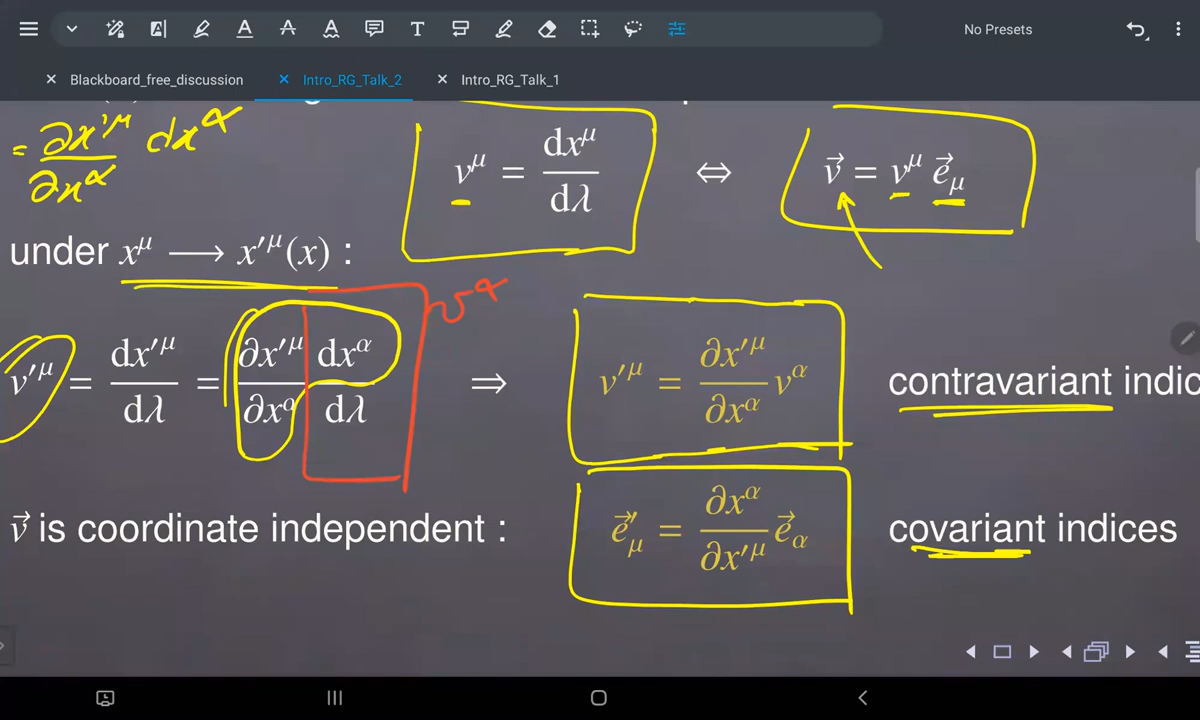 No Presets
Blackboard_free_discussion Intro_RG_Talk_2 Intro_RG_Talk_1
= ∂x'^μ/∂x^α dx^α
v^μ = dx^μ/dλ ⇔ v⃗ = v^μ e⃗_μ
under x^μ ⟶ x'^μ(x) :
v^α
v'^μ = dx'^μ/dλ = ∂x'^μ/∂x^α dx^α/dλ ⇒ v'^μ = ∂x'^μ/∂x^α v^α contravariant indic
v⃗ is coordinate independent : e⃗'_μ = ∂x^α/∂x'^μ e⃗_α covariant indices